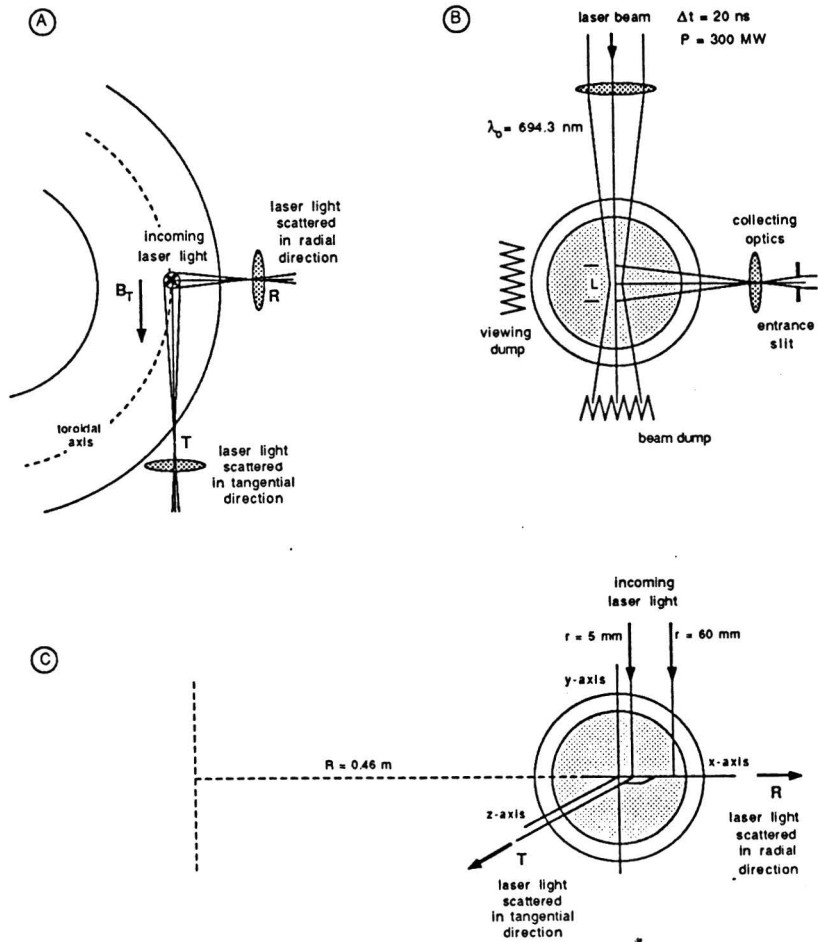 A
laser light
scattered
in radial
direction
incoming
laser light
R
B_T
toroidal
axis
T
laser light
scattered
in tangential
direction
B
laser beam
Δt = 20 ns
P = 300 MW
λ_o = 694.3 nm
collecting
optics
L
viewing
dump
entrance
slit
beam dump
C
incoming
laser light
r = 5 mm
r = 60 mm
y-axis
R = 0.46 m
x-axis
R
z-axis
laser light
scattered
in radial
direction
T
laser light
scattered
in tangential
direction